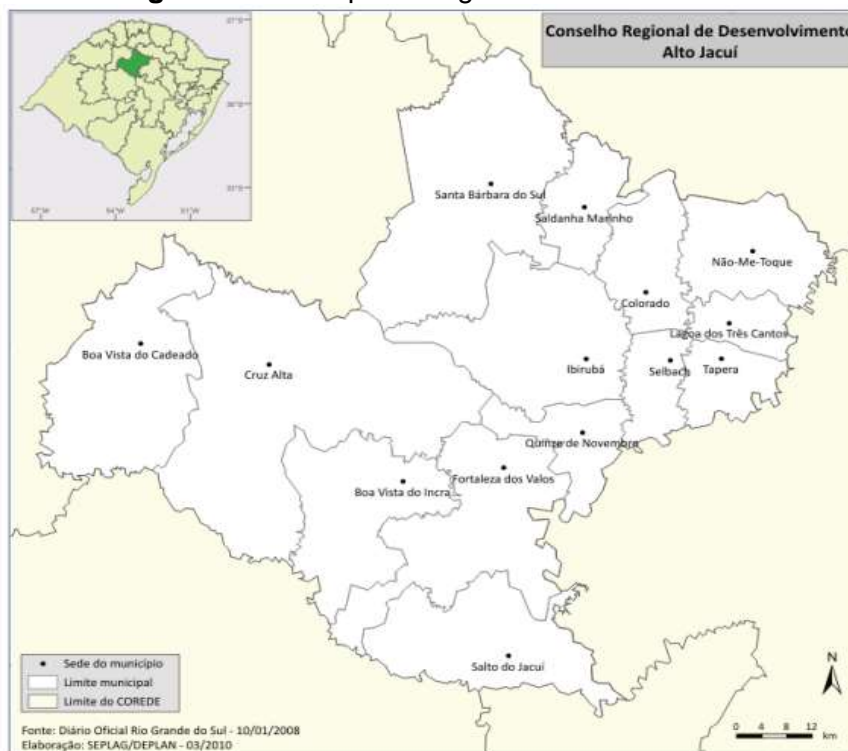 Conselho Regional de Desenvolvimento
Alto Jacuí
Santa Bárbara do Sul
Saldanha Marinho
Não-Me-Toque
Colorado
Lagoa dos Três Cantos
Boa Vista do Cadeado
Cruz Alta
Ibirubá
Selbach
Tapera
Quinze de Novembro
Fortaleza dos Valos
Boa Vista do Incra
Salto do Jacuí
Sede do município
Limite municipal
Limite do COREDE
N
0 4 8 12
km
Fonte: Diário Oficial Rio Grande do Sul - 10/01/2008
Elaboração: SEPLAG/DEPLAN - 03/2010